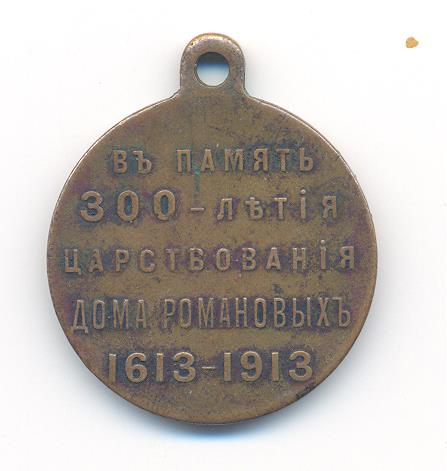 ВЪ ПАМЯТЬ
300-ЛѢТІЯ
ЦАРСТВОВАНІЯ
ДОМА РОМАНОВЫХЪ
1613-1913